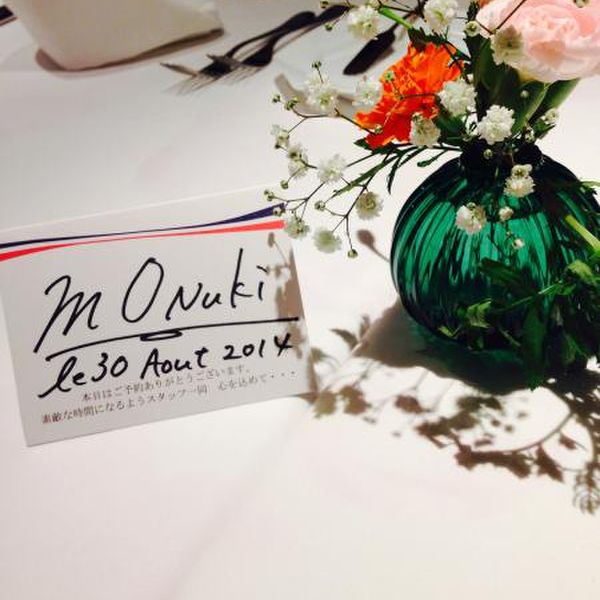 M Onuki
le 30 Aout 2014
本日はご予約ありがとうございます。
素敵な時間になるようスタッフ一同　心を込めて・・・